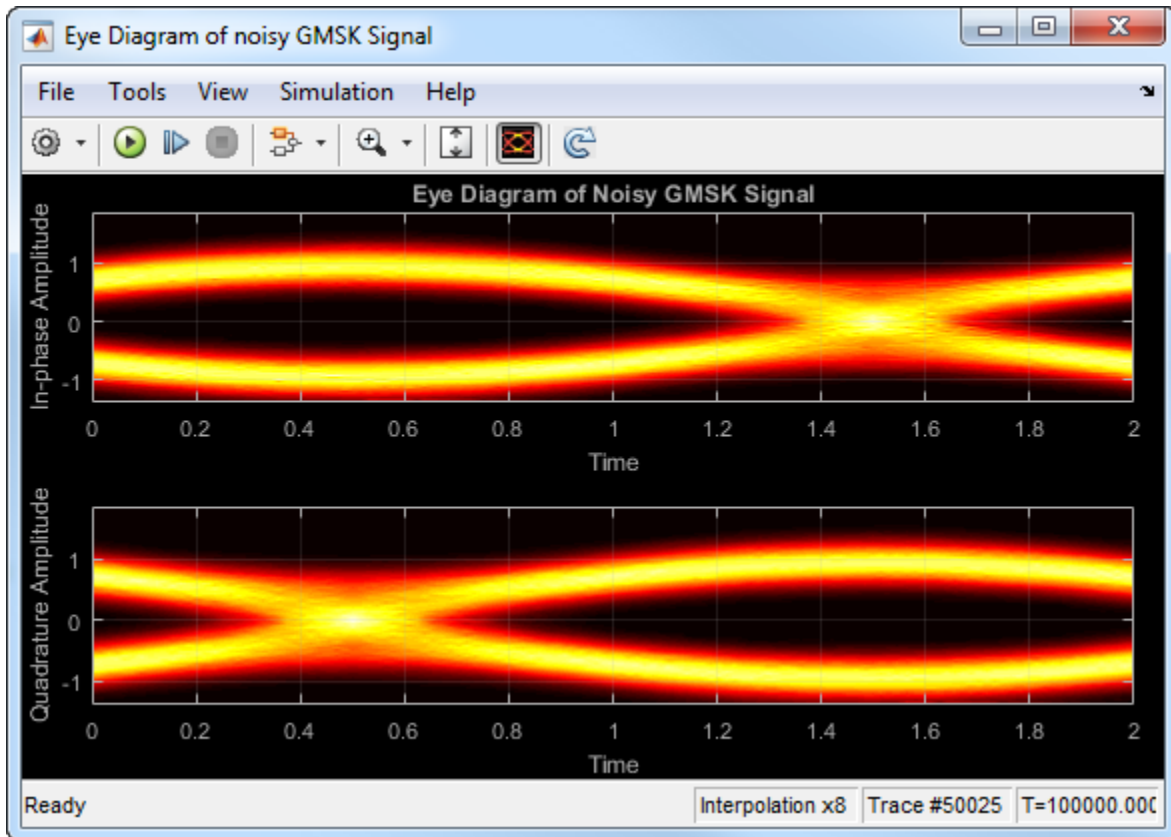 Eye Diagram of noisy GMSK Signal
File Tools View Simulation Help
Eye Diagram of Noisy GMSK Signal
In-phase Amplitude
1
0
-1
0 0.2 0.4 0.6 0.8 1 1.2 1.4 1.6 1.8 2
Time
Quadrature Amplitude
1
0
-1
0 0.2 0.4 0.6 0.8 1 1.2 1.4 1.6 1.8 2
Time
Ready Interpolation x8 Trace #50025 T=100000.000